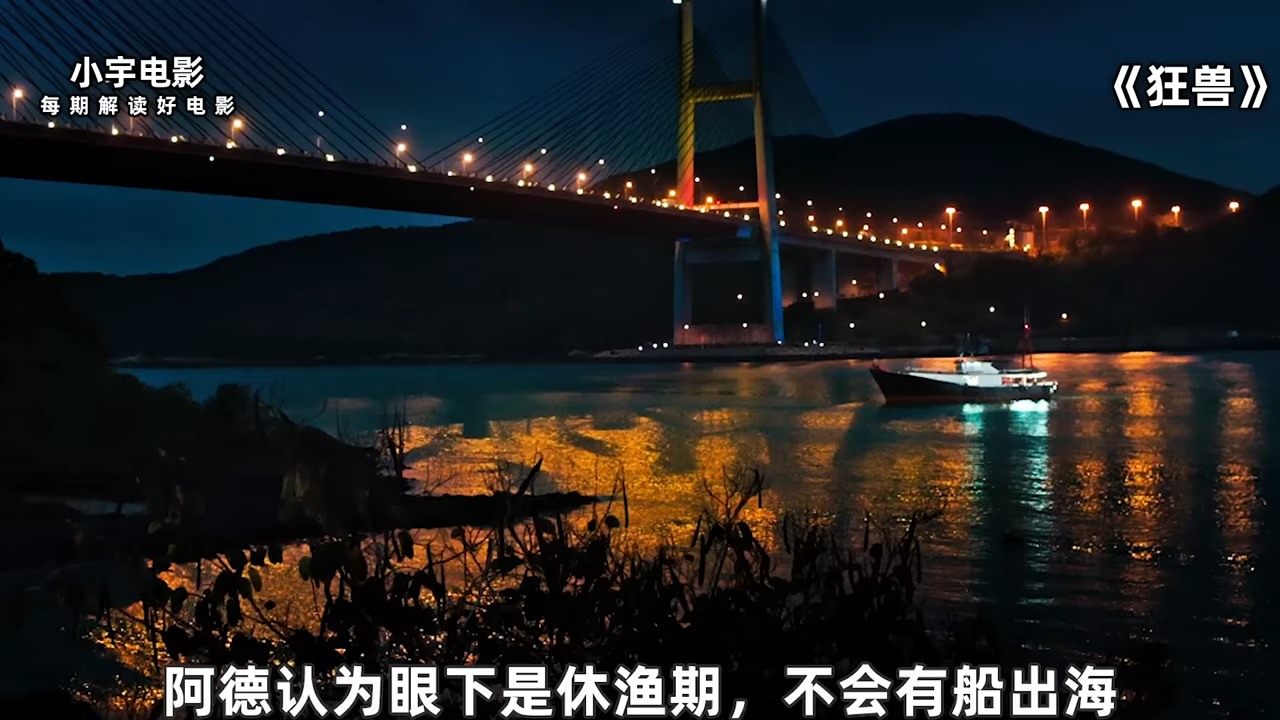 小宇电影
每期解读好电影
《狂兽》
阿德认为眼下是休渔期，不会有船出海